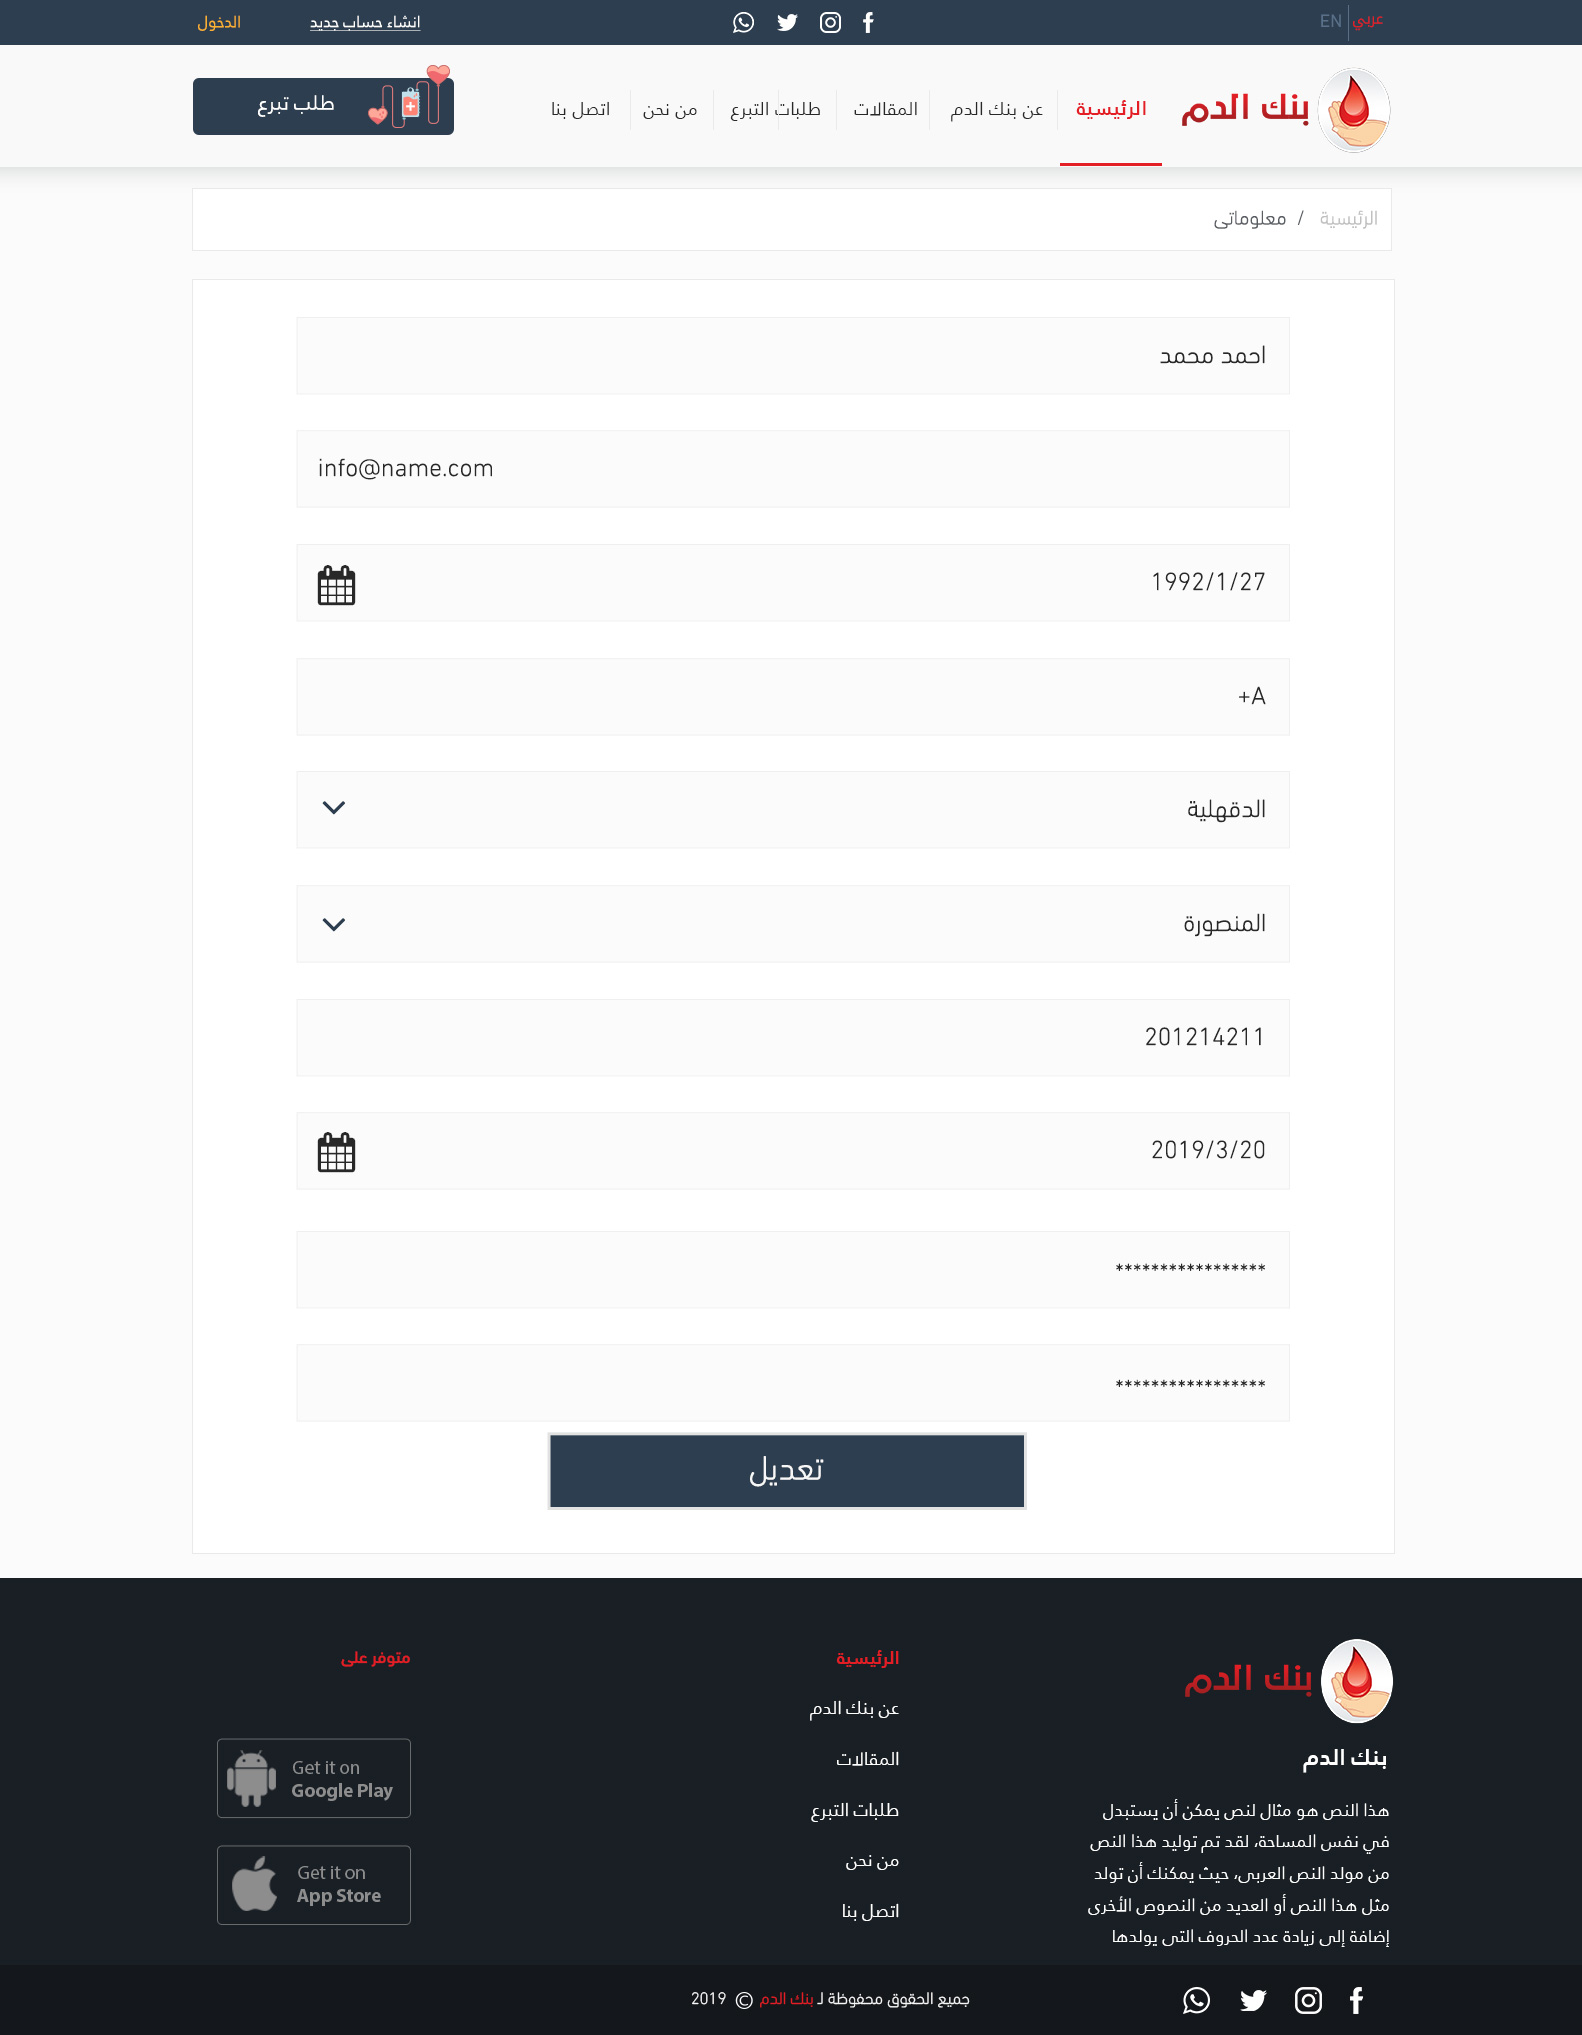 عربي
EN
انشاء حساب جديد
الدخول
بنك الدم
الرئيسية
عن بنك الدم
المقالات
طلبات التبرع
من نحن
اتصل بنا
طلب تبرع
الرئيسية / معلوماتى
احمد محمد
info@name.com
1992/1/27
+A
الدقهلية
المنصورة
201214211
2019/3/20
*****************
*****************
تعديل
بنك الدم
بنك الدم
هذا النص هو مثال لنص يمكن أن يستبدل
في نفس المساحة، لقد تم توليد هذا النص
من مولد النص العربى، حيث يمكنك أن تولد
مثل هذا النص أو العديد من النصوص الأخرى
إضافة إلى زيادة عدد الحروف التى يولدها
الرئيسية
عن بنك الدم
المقالات
طلبات التبرع
من نحن
اتصل بنا
متوفر على
Get it on
Google Play
Get it on
App Store
جميع الحقوق محفوظة لـ بنك الدم © 2019